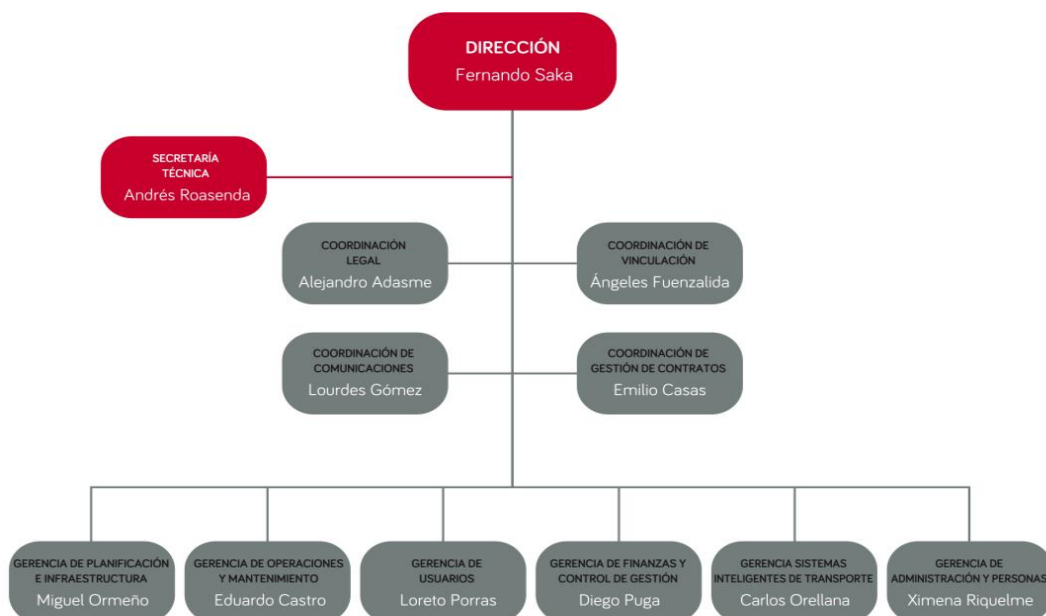 DIRECCIÓN
Fernando Saka
SECRETARÍA
TÉCNICA
Andrés Roasenda
COORDINACIÓN
LEGAL
Alejandro Adasme
COORDINACIÓN DE
VINCULACIÓN
Ángeles Fuenzalida
COORDINACIÓN DE
COMUNICACIONES
Lourdes Gómez
COORDINACIÓN DE
GESTIÓN DE CONTRATOS
Emilio Casas
GERENCIA DE PLANIFICACIÓN
E INFRAESTRUCTURA
Miguel Ormeño
GERENCIA DE OPERACIONES
Y MANTENIMIENTO
Eduardo Castro
GERENCIA DE
USUARIOS
Loreto Porras
GERENCIA DE FINANZAS Y
CONTROL DE GESTIÓN
Diego Puga
GERENCIA SISTEMAS
INTELIGENTES DE TRANSPORTE
Carlos Orellana
GERENCIA DE
ADMINISTRACIÓN Y PERSONAS
Ximena Riquelme